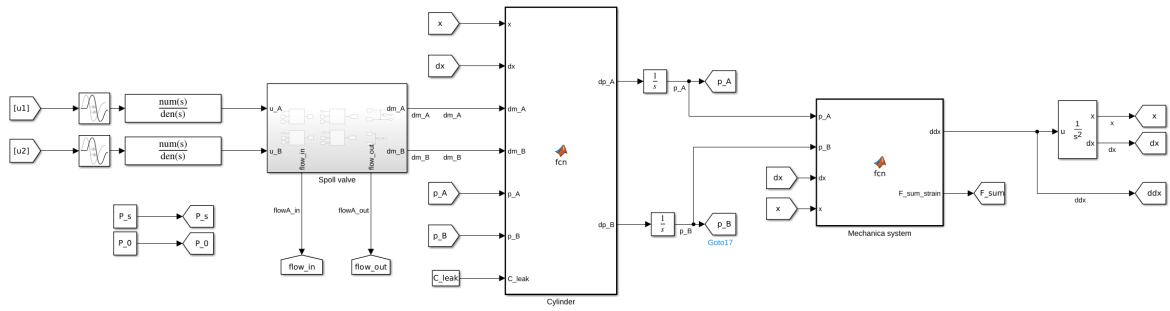 [u1]
[u2]
num(s)
den(s)
num(s)
den(s)
u_A
u_B
dm_A
dm_B
flow_in
flow_out
Spoll valve
dm_A
dm_A
dm_B
dm_B
flowA_in
flowA_out
flow_in
flow_out
P_s
P_s
P_0
P_0
x
dx
p_A
p_B
C_leak
x
dx
dm_A
dm_B
p_A
p_B
C_leak
fcn
dp_A
dp_B
Cylinder
1
s
p_A
p_A
1
s
p_B
p_B
Goto17
dx
x
p_A
p_B
dx
x
fcn
ddx
F_sum_strain
Mechanica system
F_sum
u
1
s²
x
dx
x
dx
x
dx
ddx
ddx